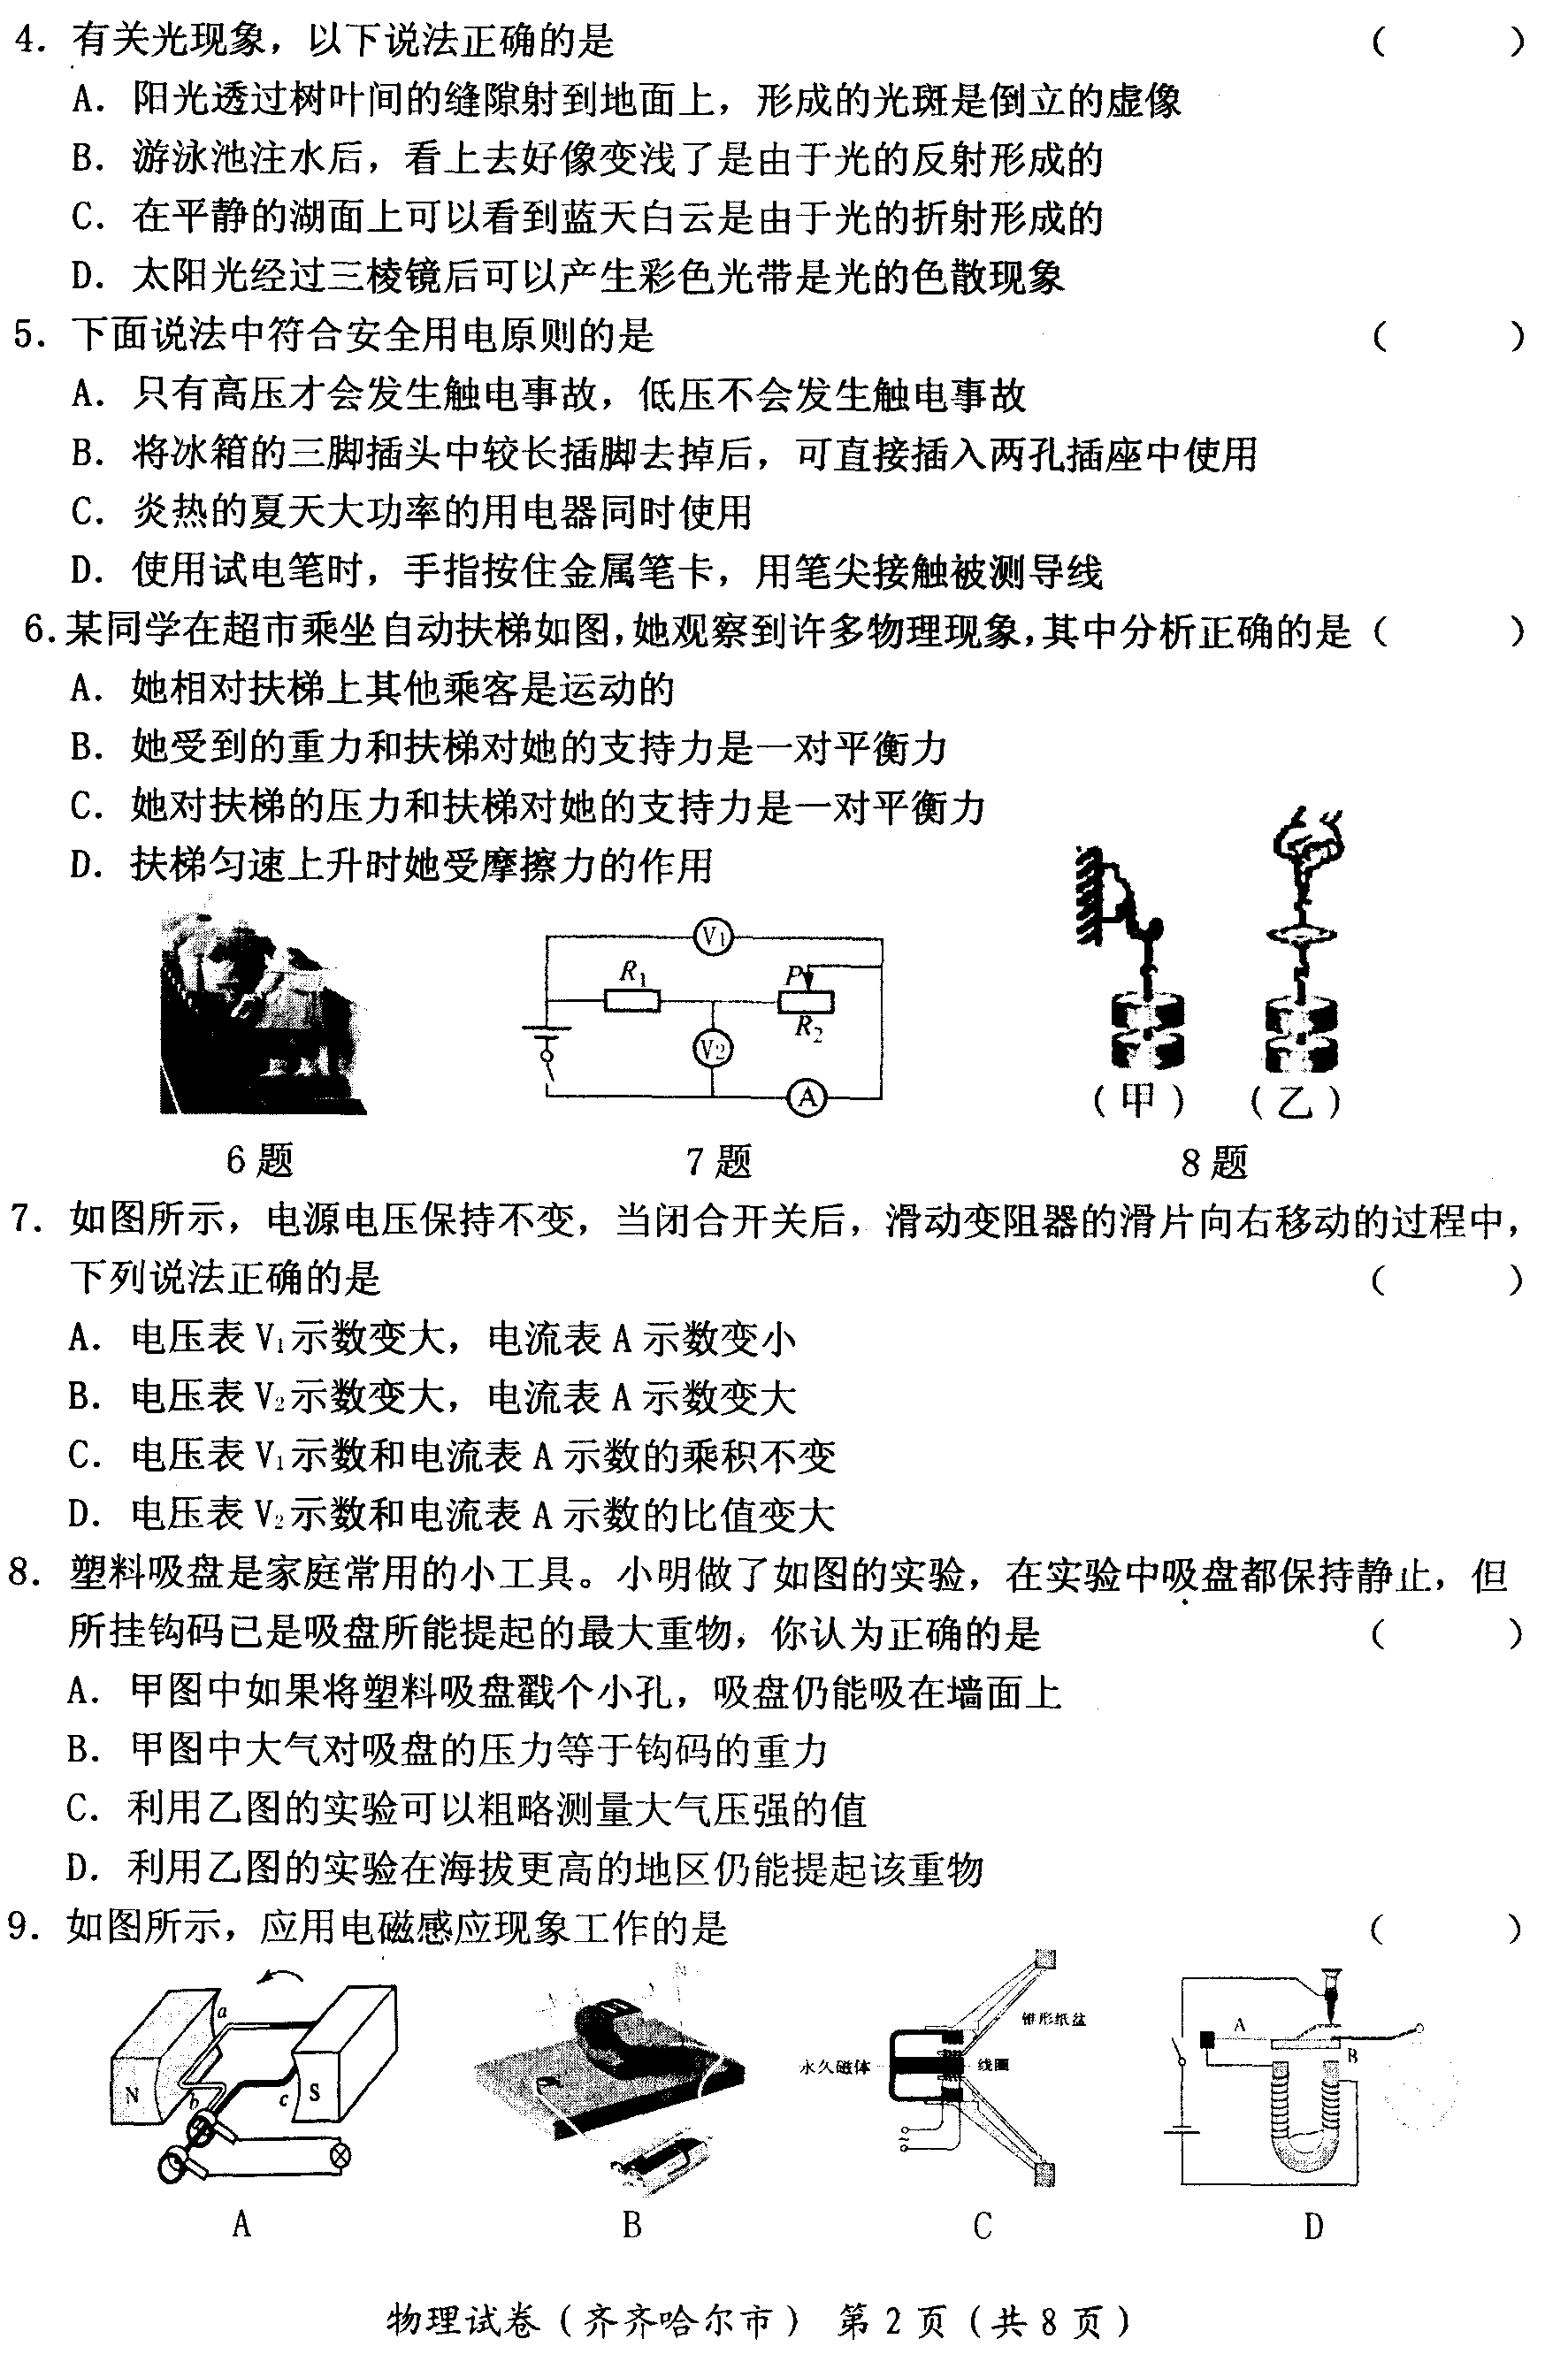 4. 有关光现象，以下说法正确的是 （ ）
A. 阳光透过树叶间的缝隙射到地面上，形成的光斑是倒立的虚像
B. 游泳池注水后，看上去好像变浅了是由于光的反射形成的
C. 在平静的湖面上可以看到蓝天白云是由于光的折射形成的
D. 太阳光经过三棱镜后可以产生彩色光带是光的色散现象
5. 下面说法中符合安全用电原则的是 （ ）
A. 只有高压才会发生触电事故，低压不会发生触电事故
B. 将冰箱的三脚插头中较长插脚去掉后，可直接插入两孔插座中使用
C. 炎热的夏天大功率的用电器同时使用
D. 使用试电笔时，手指按住金属笔卡，用笔尖接触被测导线
6. 某同学在超市乘坐自动扶梯如图,她观察到许多物理现象,其中分析正确的是（ ）
A. 她相对扶梯上其他乘客是运动的
B. 她受到的重力和扶梯对她的支持力是一对平衡力
C. 她对扶梯的压力和扶梯对她的支持力是一对平衡力
D. 扶梯匀速上升时她受摩擦力的作用
V1
R1
P
R2
V2
A
（甲） （乙）
6题 7题 8题
7. 如图所示，电源电压保持不变，当闭合开关后，滑动变阻器的滑片向右移动的过程中，
下列说法正确的是 （ ）
A. 电压表 V₁示数变大，电流表 A 示数变小
B. 电压表 V₂示数变大，电流表 A 示数变大
C. 电压表 V₁示数和电流表 A 示数的乘积不变
D. 电压表 V₂示数和电流表 A 示数的比值变大
8. 塑料吸盘是家庭常用的小工具。小明做了如图的实验，在实验中吸盘都保持静止，但
所挂钩码已是吸盘所能提起的最大重物，你认为正确的是 （ ）
A. 甲图中如果将塑料吸盘戳个小孔，吸盘仍能吸在墙面上
B. 甲图中大气对吸盘的压力等于钩码的重力
C. 利用乙图的实验可以粗略测量大气压强的值
D. 利用乙图的实验在海拔更高的地区仍能提起该重物
9. 如图所示，应用电磁感应现象工作的是 （ ）
a
N
b
c
S
锥形纸盆
永久磁体
线圈
A
B
A B C D
物理试卷（齐齐哈尔市） 第 2 页（共 8 页）